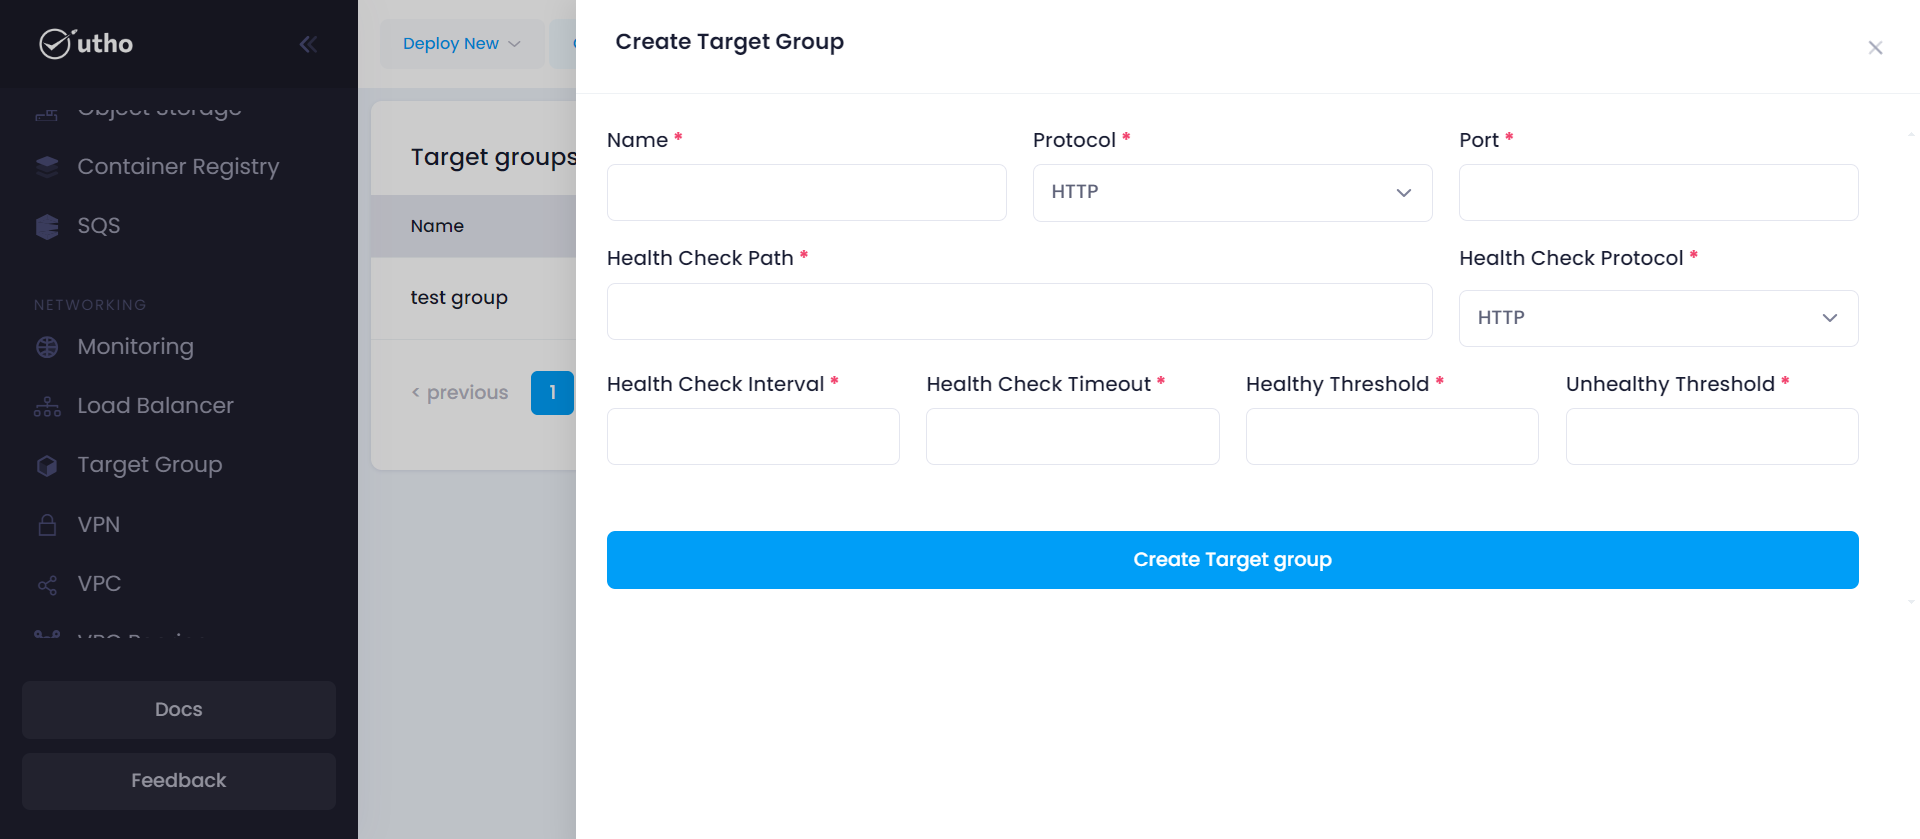 utho
Object Storage
Container Registry
SQS
NETWORKING
Monitoring
Load Balancer
Target Group
VPN
VPC
Docs
Feedback
Deploy New
Target groups
Name
test group
< previous
1
Create Target Group
Name *
Protocol *
Port *
HTTP
Health Check Path *
Health Check Protocol *
HTTP
Health Check Interval *
Health Check Timeout *
Healthy Threshold *
Unhealthy Threshold *
Create Target group